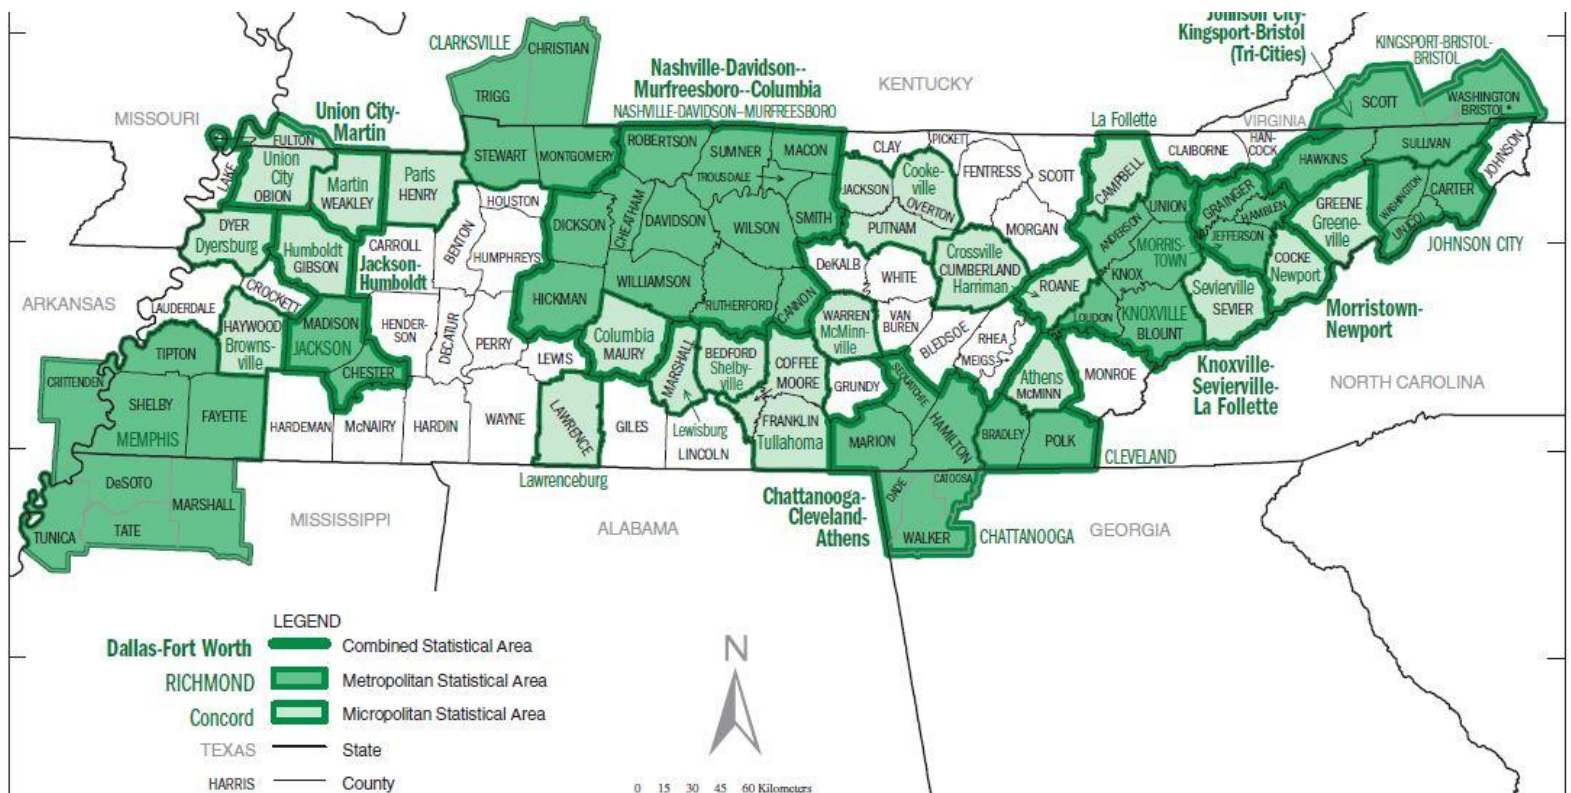 Johnson City-
Kingsport-Bristol
(Tri-Cities)
KINGSPORT-BRISTOL-
BRISTOL
CLARKSVILLE
CHRISTIAN
TRIGG
Nashville-Davidson--
Murfreesboro--Columbia
NASHVILLE-DAVIDSON--MURFREESBORO
KENTUCKY
SCOTT
WASHINGTON
BRISTOL*
MISSOURI
Union City-
Martin
La Follette
VIRGINIA
FULTON
Union
City
OBION
LAKE
Martin
WEAKLEY
Paris
HENRY
STEWART
MONTGOMERY
ROBERTSON
SUMNER
MACON
TROUSDALE
CLAY
PICKETT
Cooke-
ville
OVERTON
JACKSON
PUTNAM
FENTRESS
SCOTT
CAMPBELL
CLAIBORNE
HAN-
COCK
HAWKINS
SULLIVAN
JOHNSON
HOUSTON
DICKSON
CHEATHAM
DAVIDSON
WILSON
SMITH
MORGAN
ANDERSON
UNION
GRAINGER
HAMBLEN
JEFFERSON
GREENE
Greene-
ville
WASHINGTON
CARTER
UNICOI
JOHNSON CITY
DYER
Dyersburg
Humboldt
GIBSON
CARROLL
Jackson-
Humboldt
BENTON
HUMPHREYS
DeKALB
WHITE
Crossville
CUMBERLAND
Harriman
ROANE
MORRIS-
TOWN
KNOX
COCKE
Newport
ARKANSAS
LAUDERDALE
CROCKETT
HICKMAN
WILLIAMSON
RUTHERFORD
CANNON
LOUDON
KNOXVILLE
BLOUNT
Sevierville
SEVIER
Morristown-
Newport
HAYWOOD
Browns-
ville
MADISON
JACKSON
HENDER-
SON
DECATUR
PERRY
LEWIS
Columbia
MAURY
MARSHALL
BEDFORD
Shelby-
ville
COFFEE
MOORE
WARREN
McMinn-
ville
VAN
BUREN
BLEDSOE
RHEA
MEIGS
TIPTON
CHESTER
GRUNDY
SEQUATCHIE
Athens
McMINN
MONROE
Knoxville-
Sevierville-
La Follette
NORTH CAROLINA
CRITTENDEN
SHELBY
FAYETTE
MEMPHIS
HARDEMAN
McNAIRY
HARDIN
WAYNE
LAWRENCE
GILES
Lewisburg
LINCOLN
FRANKLIN
Tullahoma
MARION
HAMILTON
BRADLEY
POLK
CLEVELAND
Lawrenceburg
DeSOTO
MARSHALL
TUNICA
TATE
MISSISSIPPI
ALABAMA
Chattanooga-
Cleveland-
Athens
DADE
CATOOSA
WALKER
CHATTANOOGA
GEORGIA
LEGEND
Dallas-Fort Worth Combined Statistical Area
RICHMOND Metropolitan Statistical Area
Concord Micropolitan Statistical Area
TEXAS State
HARRIS County
N
0 15 30 45 60 Kilometers